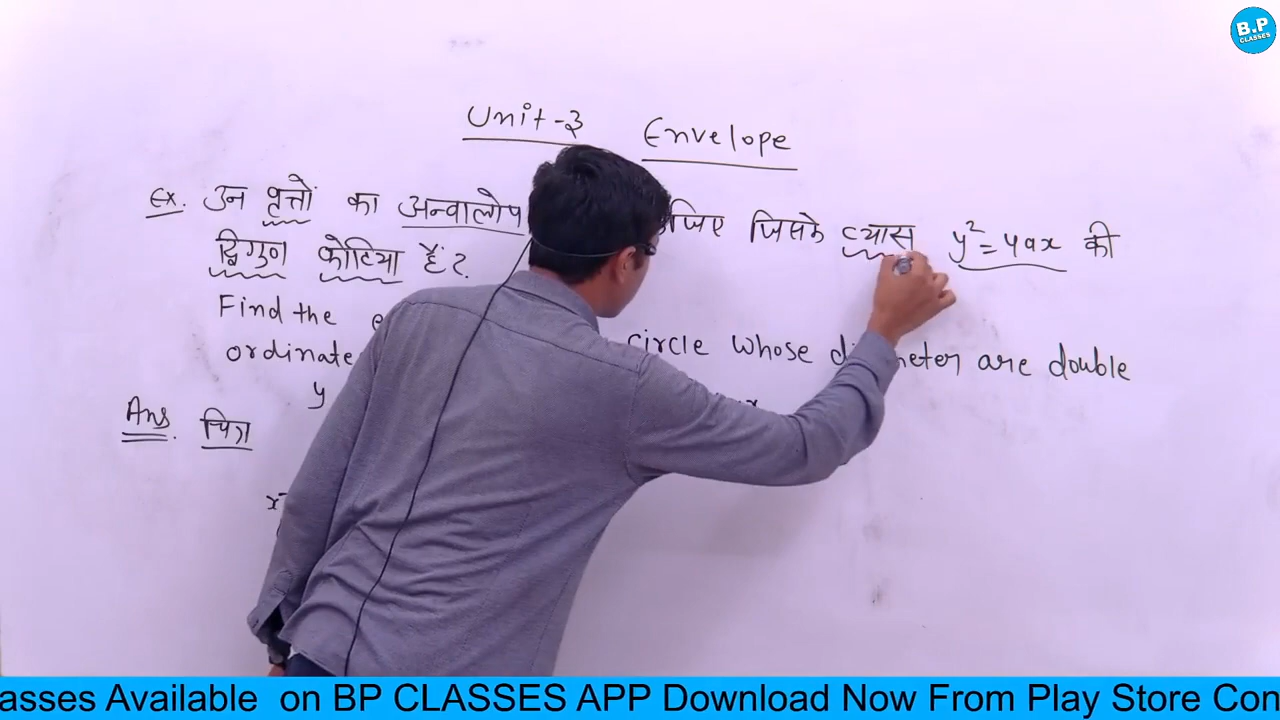 B.P
CLASSES
Unit-3 Envelope
Ex. उन वृत्तों का अन्वालोप जिए जिसके व्यास y²=4ax की
द्विगुण कोटिया हैं?
Find the circle whose are double
ordinate
y
Ans. चित्र
asses Available on BP CLASSES APP Download Now From Play Store Con